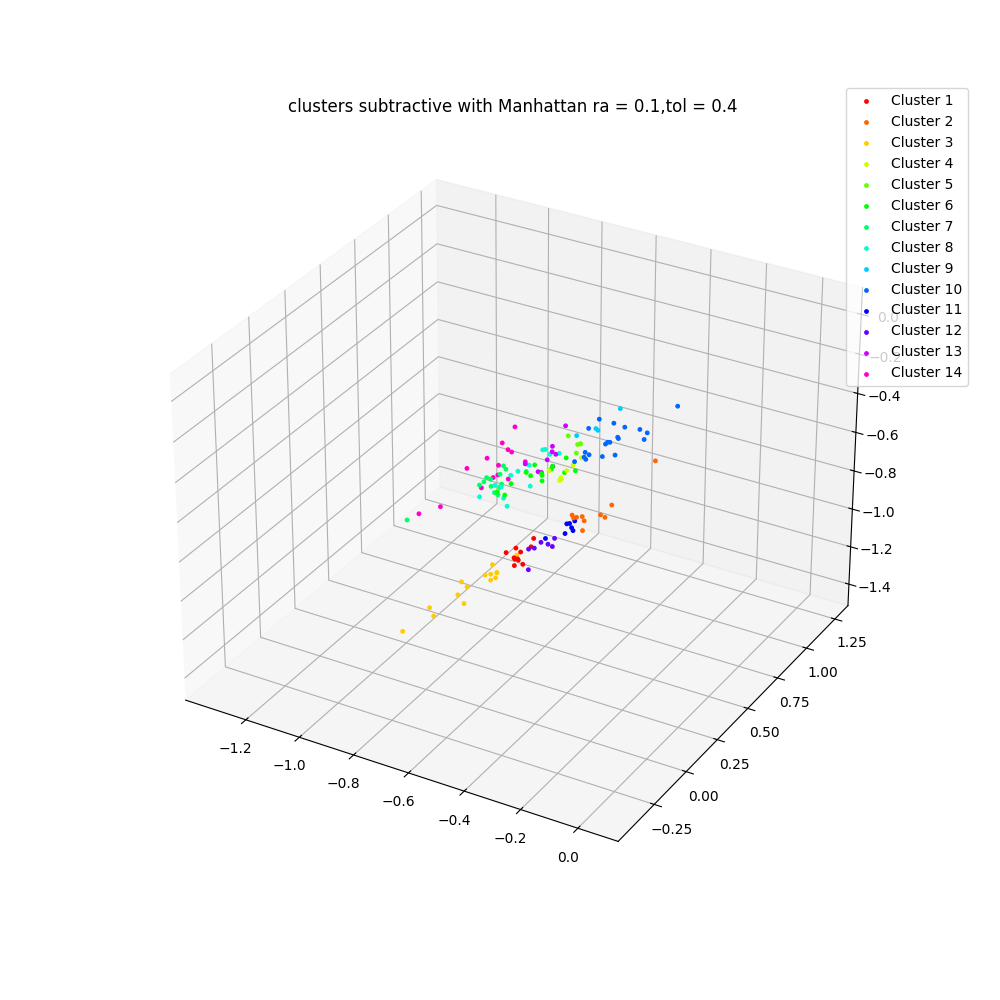 clusters subtractive with Manhattan ra = 0.1,tol = 0.4
Cluster 1
Cluster 2
Cluster 3
Cluster 4
Cluster 5
Cluster 6
Cluster 7
Cluster 8
Cluster 9
Cluster 10
Cluster 11
Cluster 12
Cluster 13
Cluster 14
0.0
−0.2
−0.4
−0.6
−0.8
−1.0
−1.2
−1.4
1.25
1.00
0.75
0.50
0.25
0.00
−0.25
−1.2
−1.0
−0.8
−0.6
−0.4
−0.2
0.0